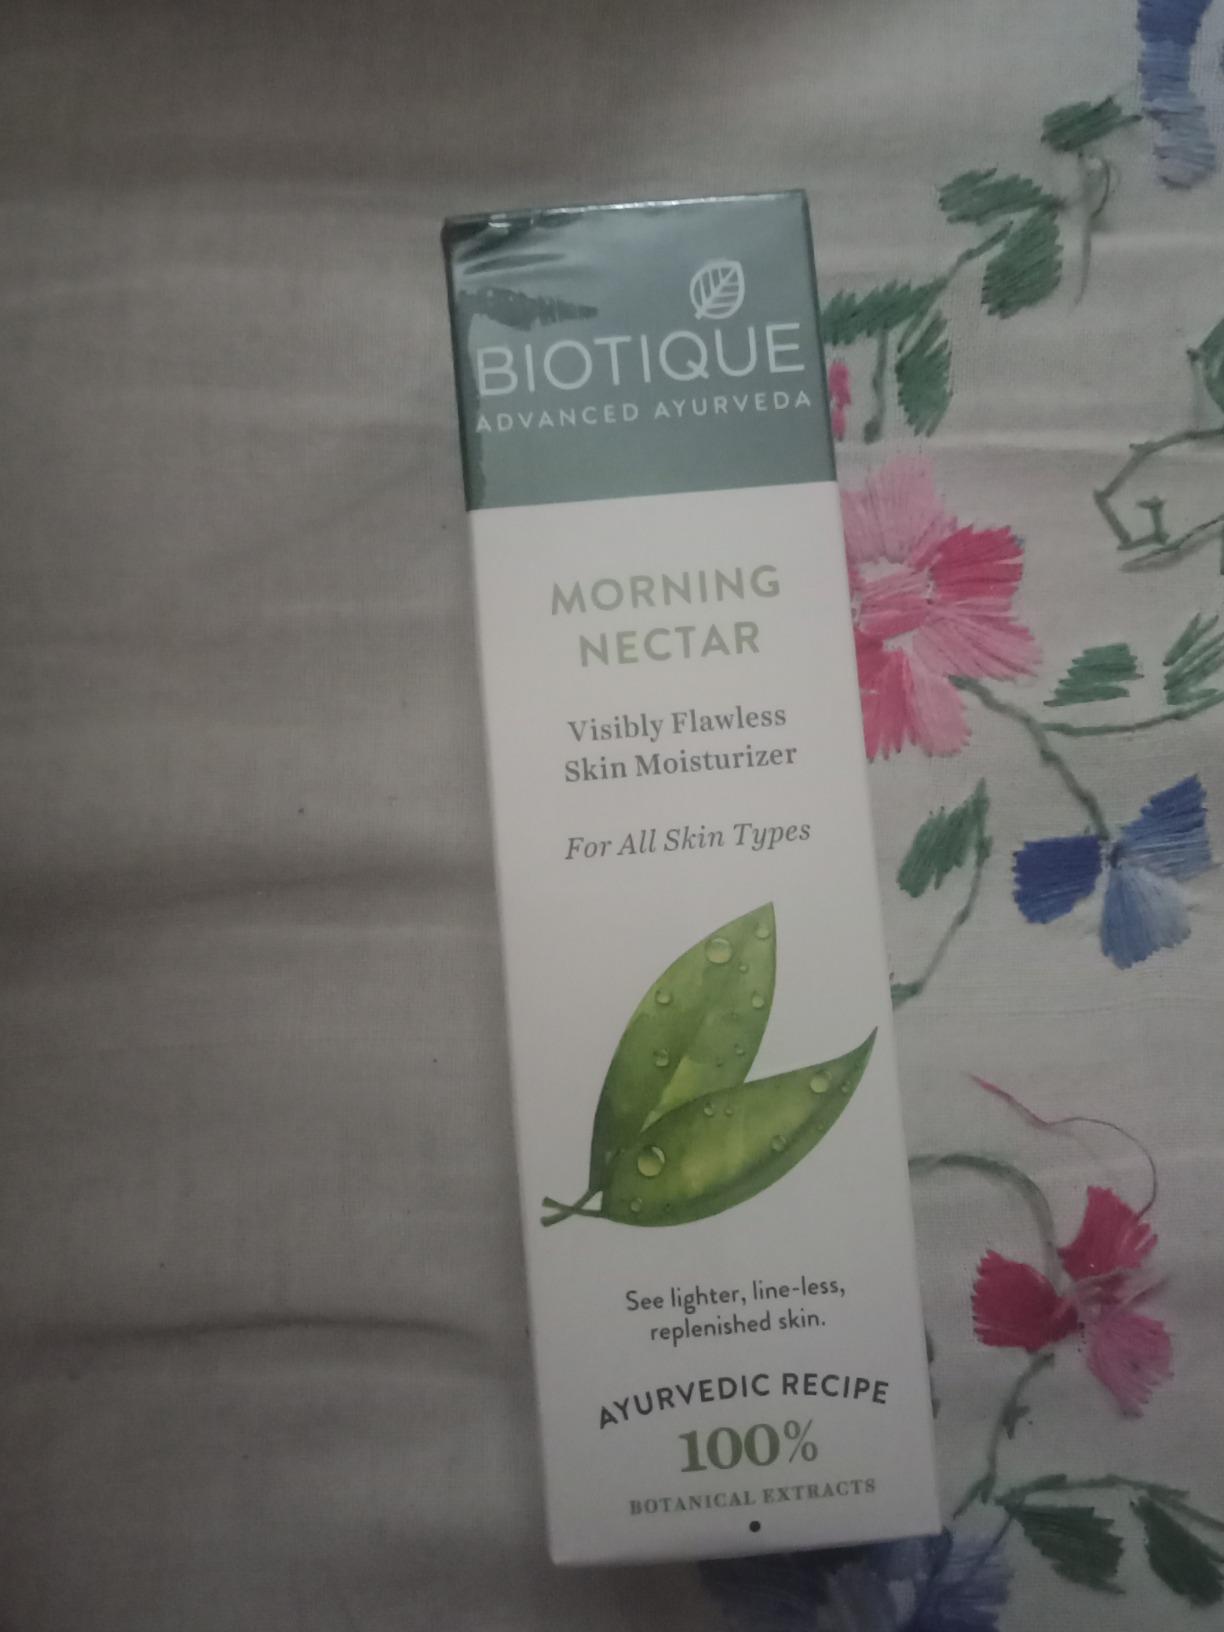 BIOTIQUE
ADVANCED AYURVEDA
MORNING
NECTAR
Visibly Flawless
Skin Moisturizer
For All Skin Types
See lighter, line-less,
replenished skin.
AYURVEDIC RECIPE
100%
BOTANICAL EXTRACTS